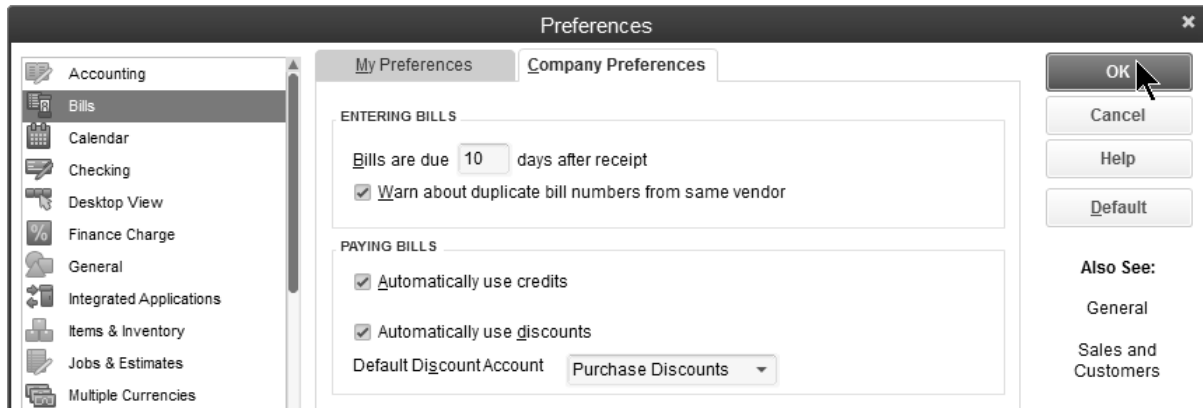 Preferences
Accounting
Bills
Calendar
Checking
Desktop View
Finance Charge
General
Integrated Applications
Items & Inventory
Jobs & Estimates
Multiple Currencies
My Preferences
Company Preferences
ENTERING BILLS
Bills are due 10 days after receipt
Warn about duplicate bill numbers from same vendor
PAYING BILLS
Automatically use credits
Automatically use discounts
Default Discount Account Purchase Discounts
OK
Cancel
Help
Default
Also See:
General
Sales and
Customers